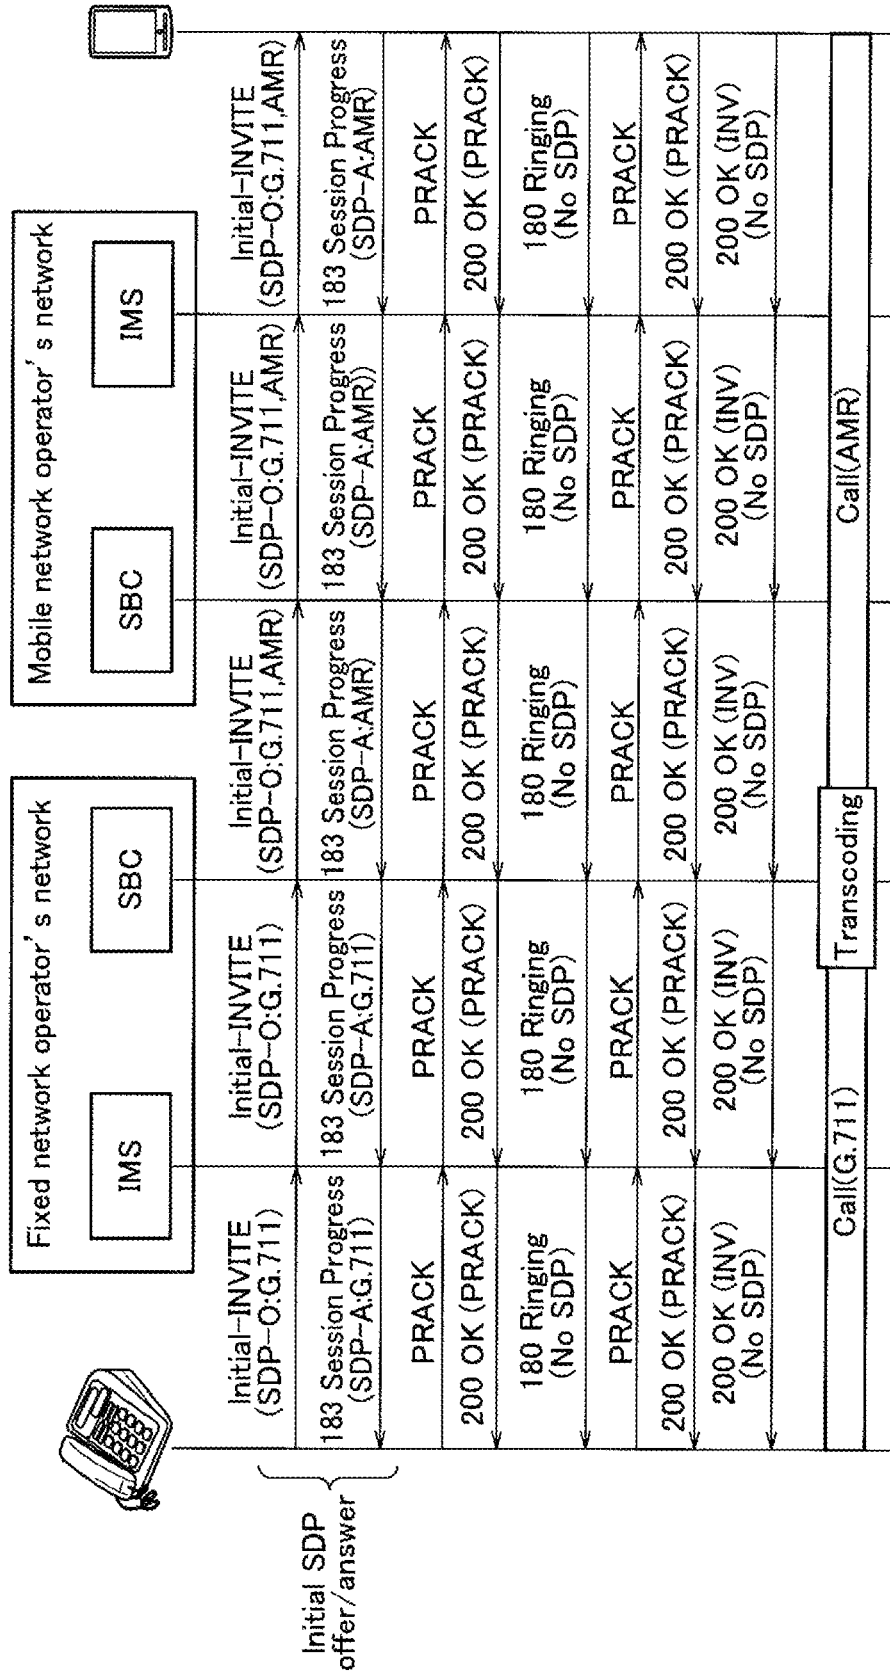 Fixed network operator's network
Mobile network operator's network
IMS
SBC
SBC
IMS
Initial SDP
offer/answer
Initial-INVITE
(SDP-O:G.711)
Initial-INVITE
(SDP-O:G.711)
Initial-INVITE
(SDP-O:G.711,AMR)
Initial-INVITE
(SDP-O:G.711,AMR)
Initial-INVITE
(SDP-O:G.711,AMR)
183 Session Progress
(SDP-A:G.711)
183 Session Progress
(SDP-A:G.711)
183 Session Progress
(SDP-A:AMR)
183 Session Progress
(SDP-A:AMR))
183 Session Progress
(SDP-A:AMR)
PRACK
PRACK
PRACK
PRACK
PRACK
200 OK (PRACK)
200 OK (PRACK)
200 OK (PRACK)
200 OK (PRACK)
200 OK (PRACK)
180 Ringing
(No SDP)
180 Ringing
(No SDP)
180 Ringing
(No SDP)
180 Ringing
(No SDP)
180 Ringing
(No SDP)
PRACK
PRACK
PRACK
PRACK
PRACK
200 OK (PRACK)
200 OK (PRACK)
200 OK (PRACK)
200 OK (PRACK)
200 OK (PRACK)
200 OK (INV)
(No SDP)
200 OK (INV)
(No SDP)
200 OK (INV)
(No SDP)
200 OK (INV)
(No SDP)
200 OK (INV)
(No SDP)
Call(G.711)
Transcoding
Call(AMR)